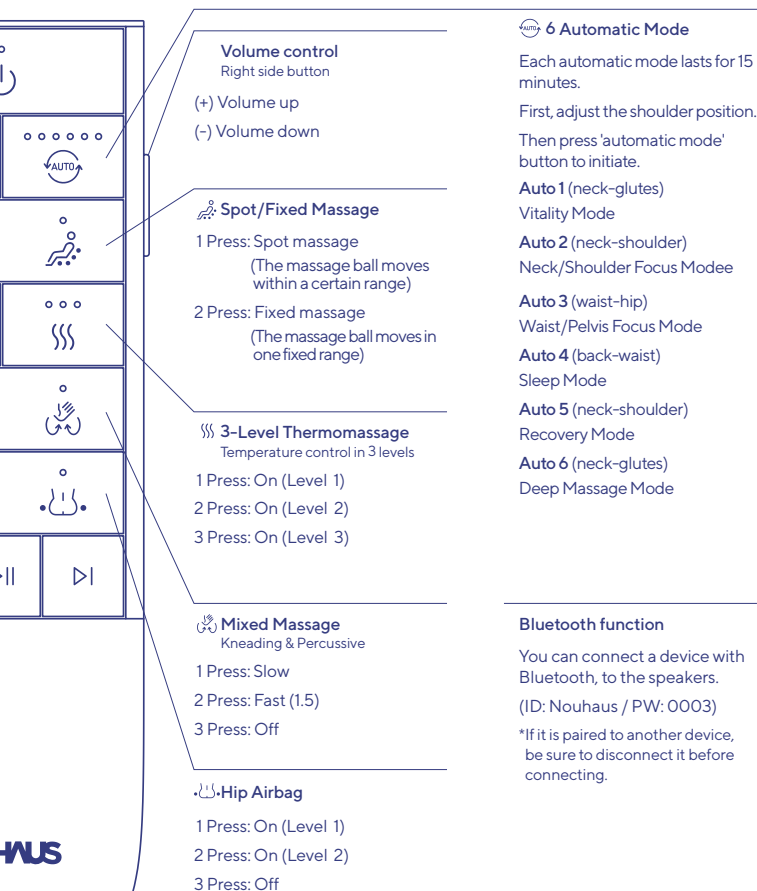 AUTO
HAUS
Volume control
Right side button
(+) Volume up
(-) Volume down
Spot/Fixed Massage
1 Press: Spot massage
(The massage ball moves
within a certain range)
2 Press: Fixed massage
(The massage ball moves in
one fixed range)
3-Level Thermomassage
Temperature control in 3 levels
1 Press: On (Level 1)
2 Press: On (Level 2)
3 Press: On (Level 3)
Mixed Massage
Kneading & Percussive
1 Press: Slow
2 Press: Fast (1.5)
3 Press: Off
Hip Airbag
1 Press: On (Level 1)
2 Press: On (Level 2)
3 Press: Off
AUTO 6 Automatic Mode
Each automatic mode lasts for 15
minutes.
First, adjust the shoulder position.
Then press 'automatic mode'
button to initiate.
Auto 1 (neck-glutes)
Vitality Mode
Auto 2 (neck-shoulder)
Neck/Shoulder Focus Modee
Auto 3 (waist-hip)
Waist/Pelvis Focus Mode
Auto 4 (back-waist)
Sleep Mode
Auto 5 (neck-shoulder)
Recovery Mode
Auto 6 (neck-glutes)
Deep Massage Mode
Bluetooth function
You can connect a device with
Bluetooth, to the speakers.
(ID: Nouhaus / PW: 0003)
*If it is paired to another device,
be sure to disconnect it before
connecting.